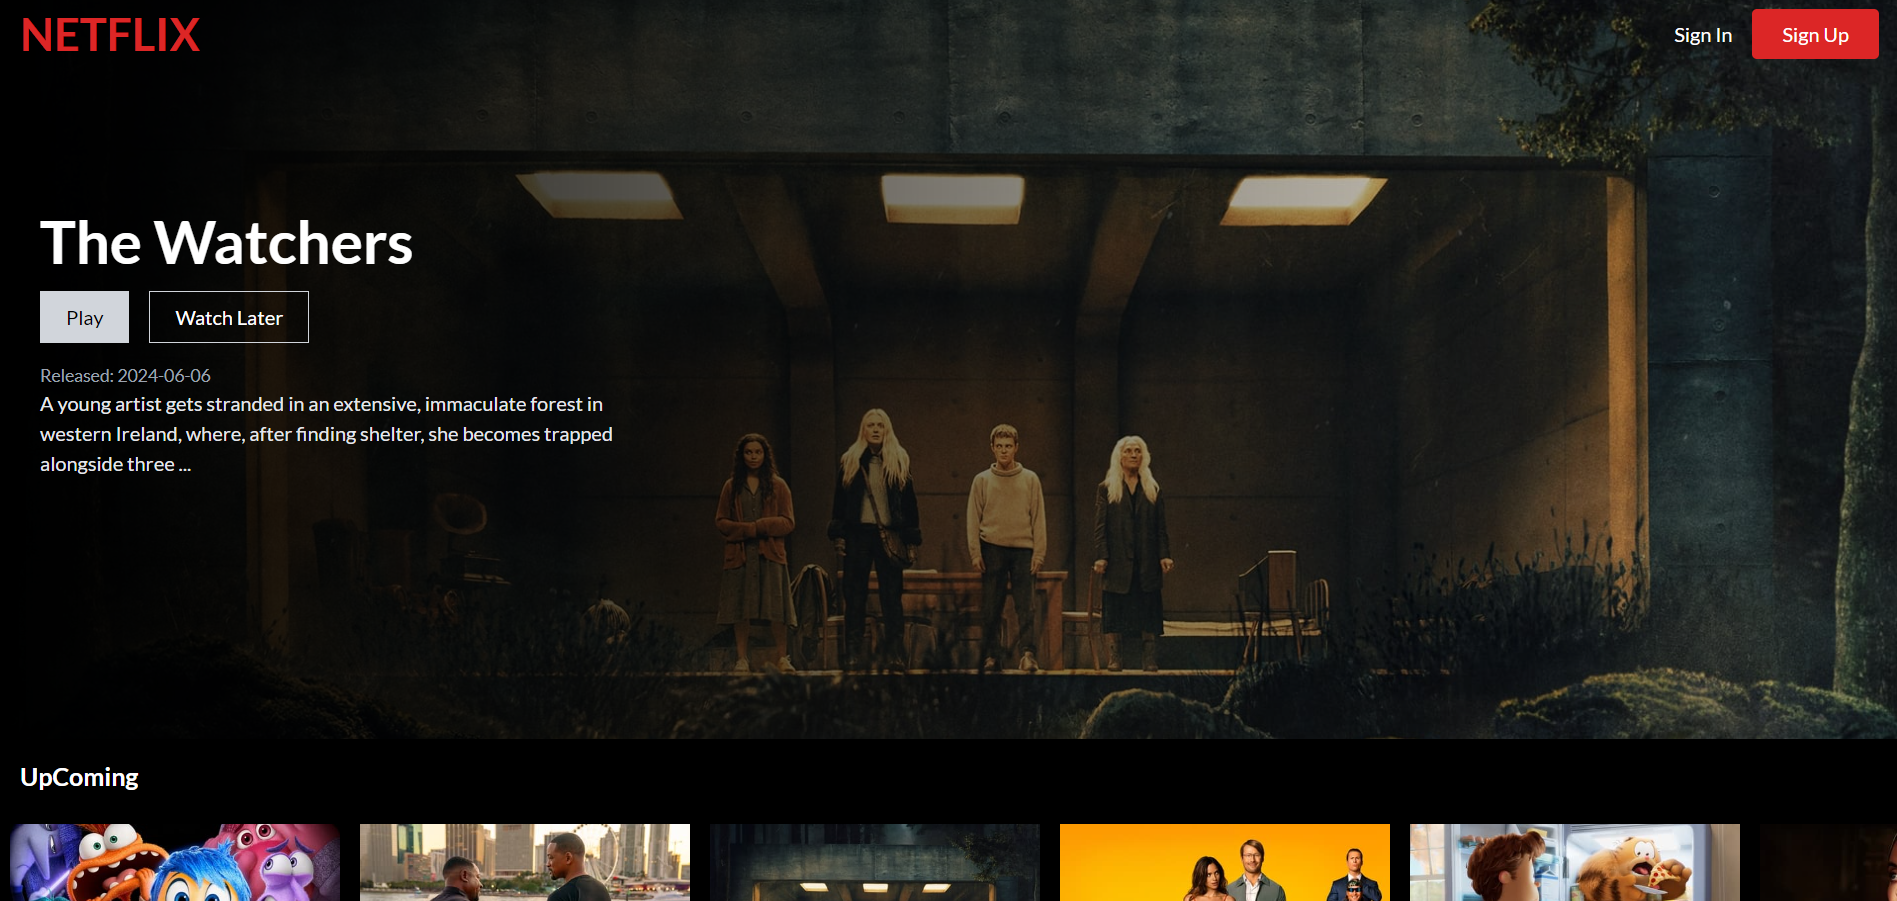 NETFLIX
Sign In
Sign Up
The Watchers
Play
Watch Later
Released: 2024-06-06
A young artist gets stranded in an extensive, immaculate forest in
western Ireland, where, after finding shelter, she becomes trapped
alongside three ...
UpComing